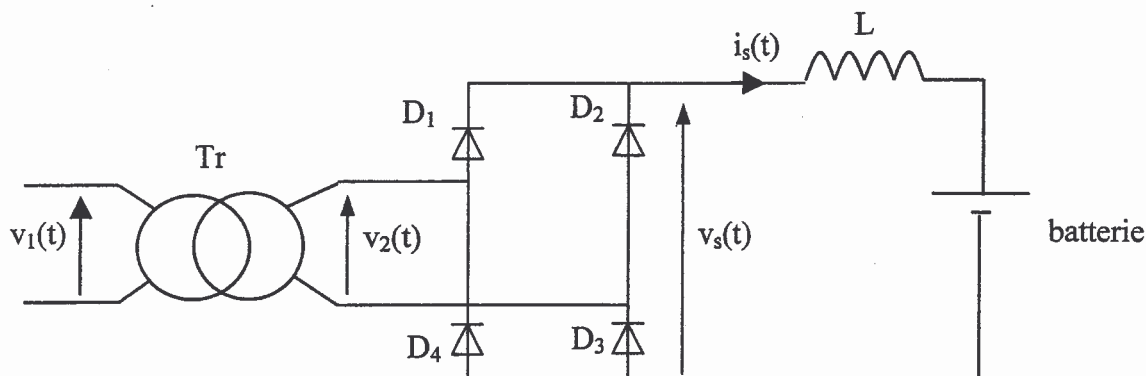 L
i_s(t)
D_1
D_2
Tr
v_1(t)
v_2(t)
v_s(t)
batterie
D_4
D_3